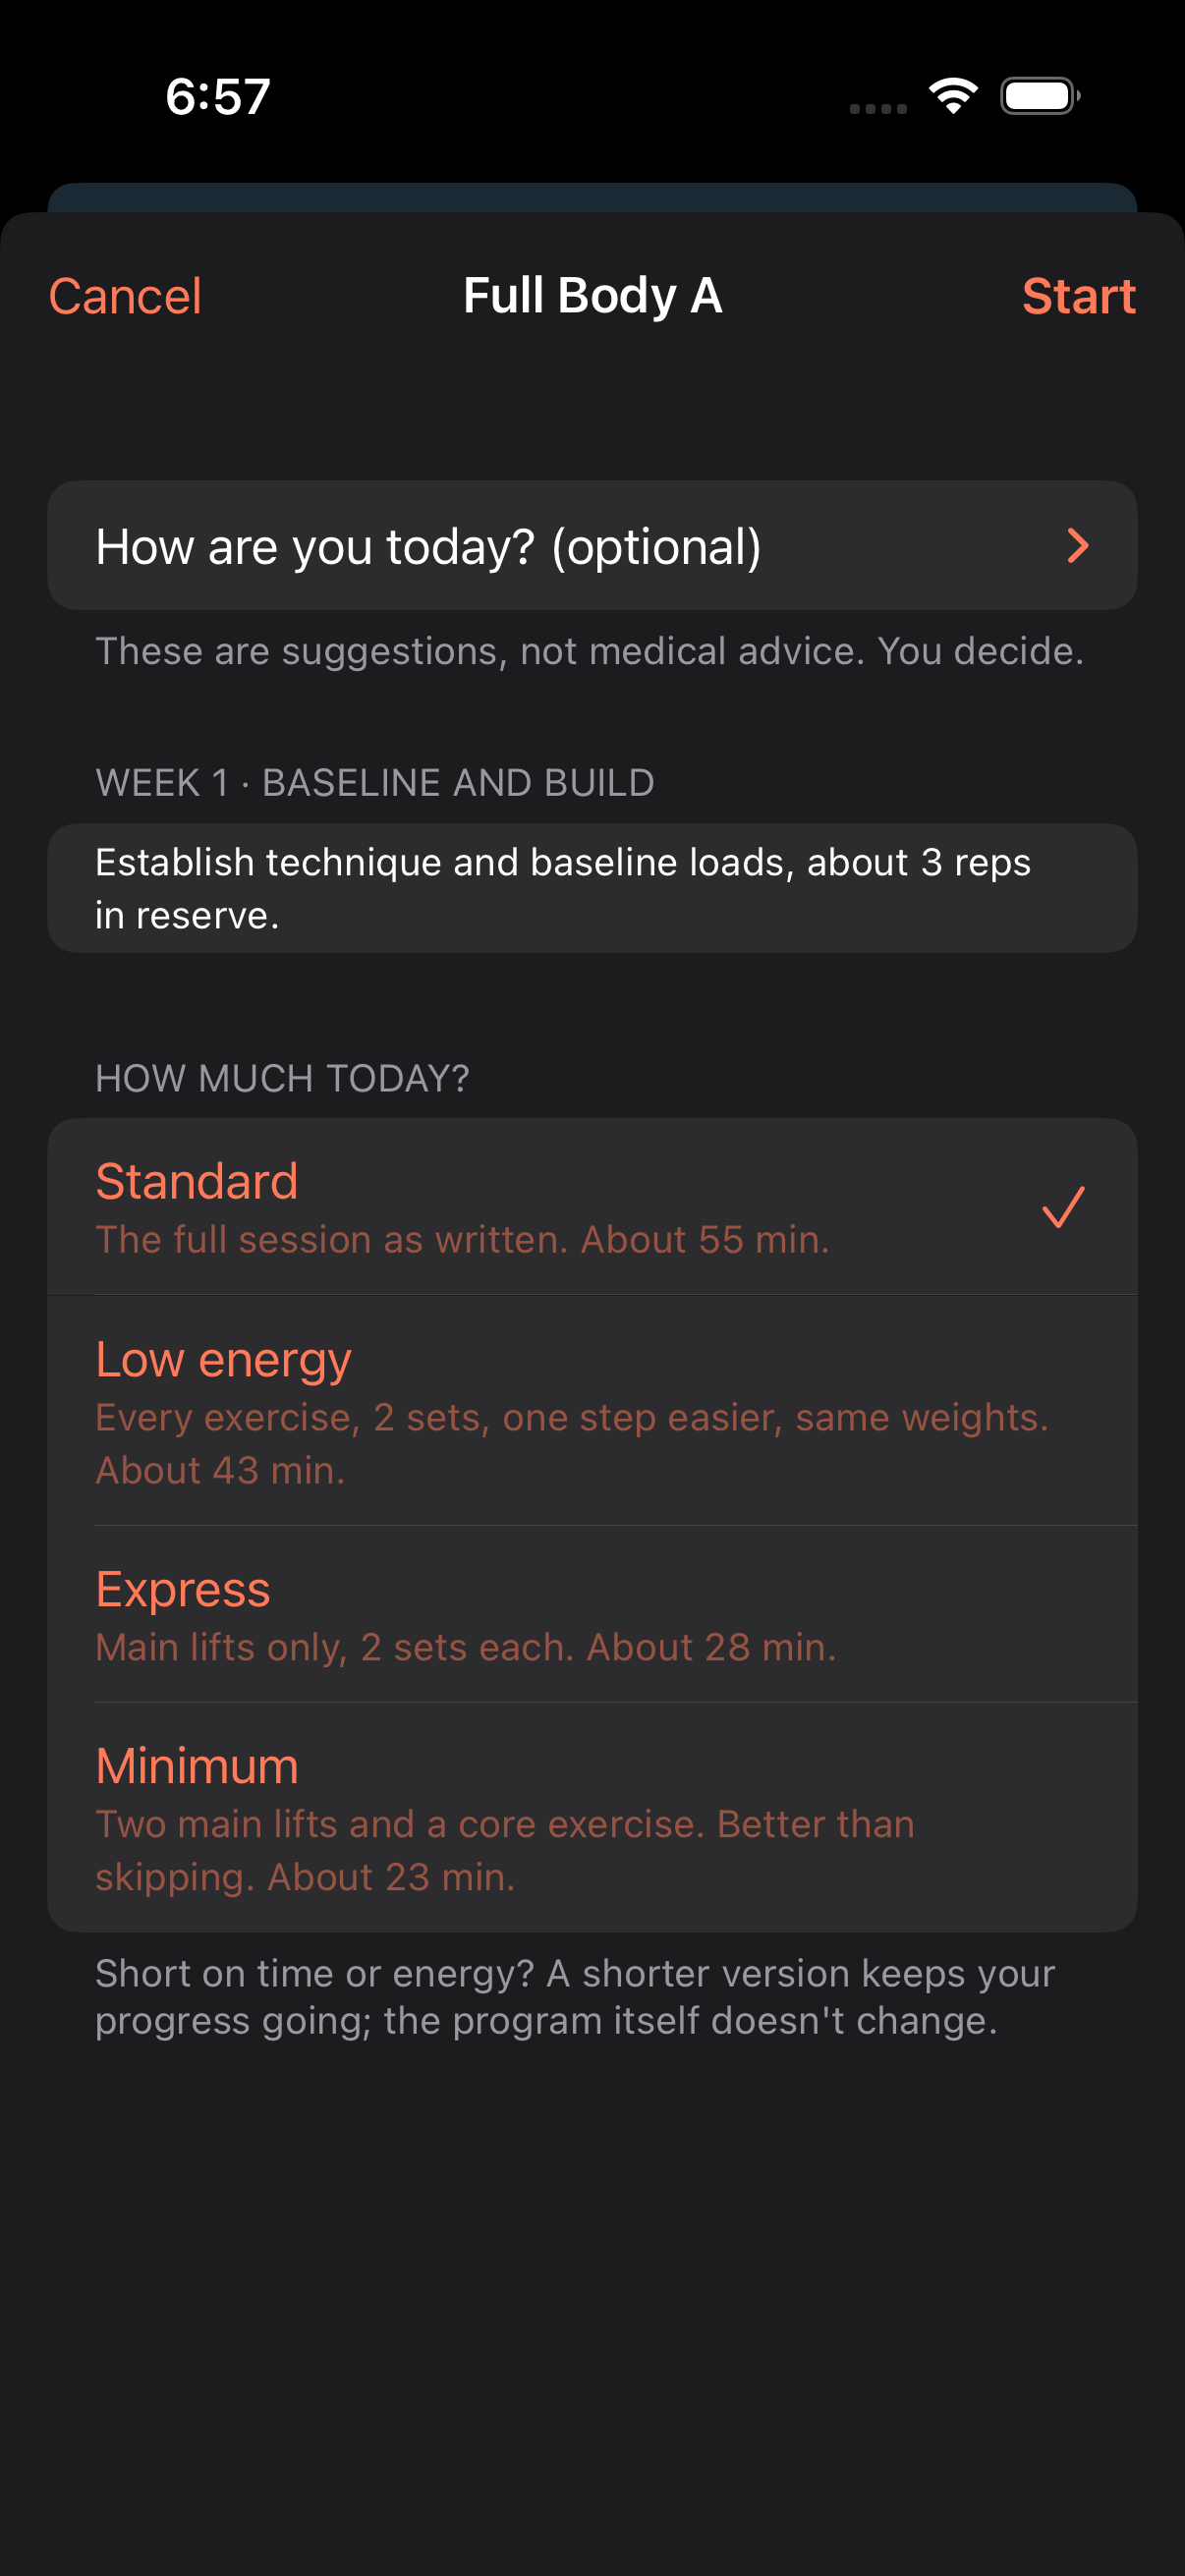 6:57
Cancel
Full Body A
Start
How are you today? (optional)
These are suggestions, not medical advice. You decide.
WEEK 1 · BASELINE AND BUILD
Establish technique and baseline loads, about 3 reps
in reserve.
HOW MUCH TODAY?
Standard
The full session as written. About 55 min.
Low energy
Every exercise, 2 sets, one step easier, same weights.
About 43 min.
Express
Main lifts only, 2 sets each. About 28 min.
Minimum
Two main lifts and a core exercise. Better than
skipping. About 23 min.
Short on time or energy? A shorter version keeps your
progress going; the program itself doesn't change.